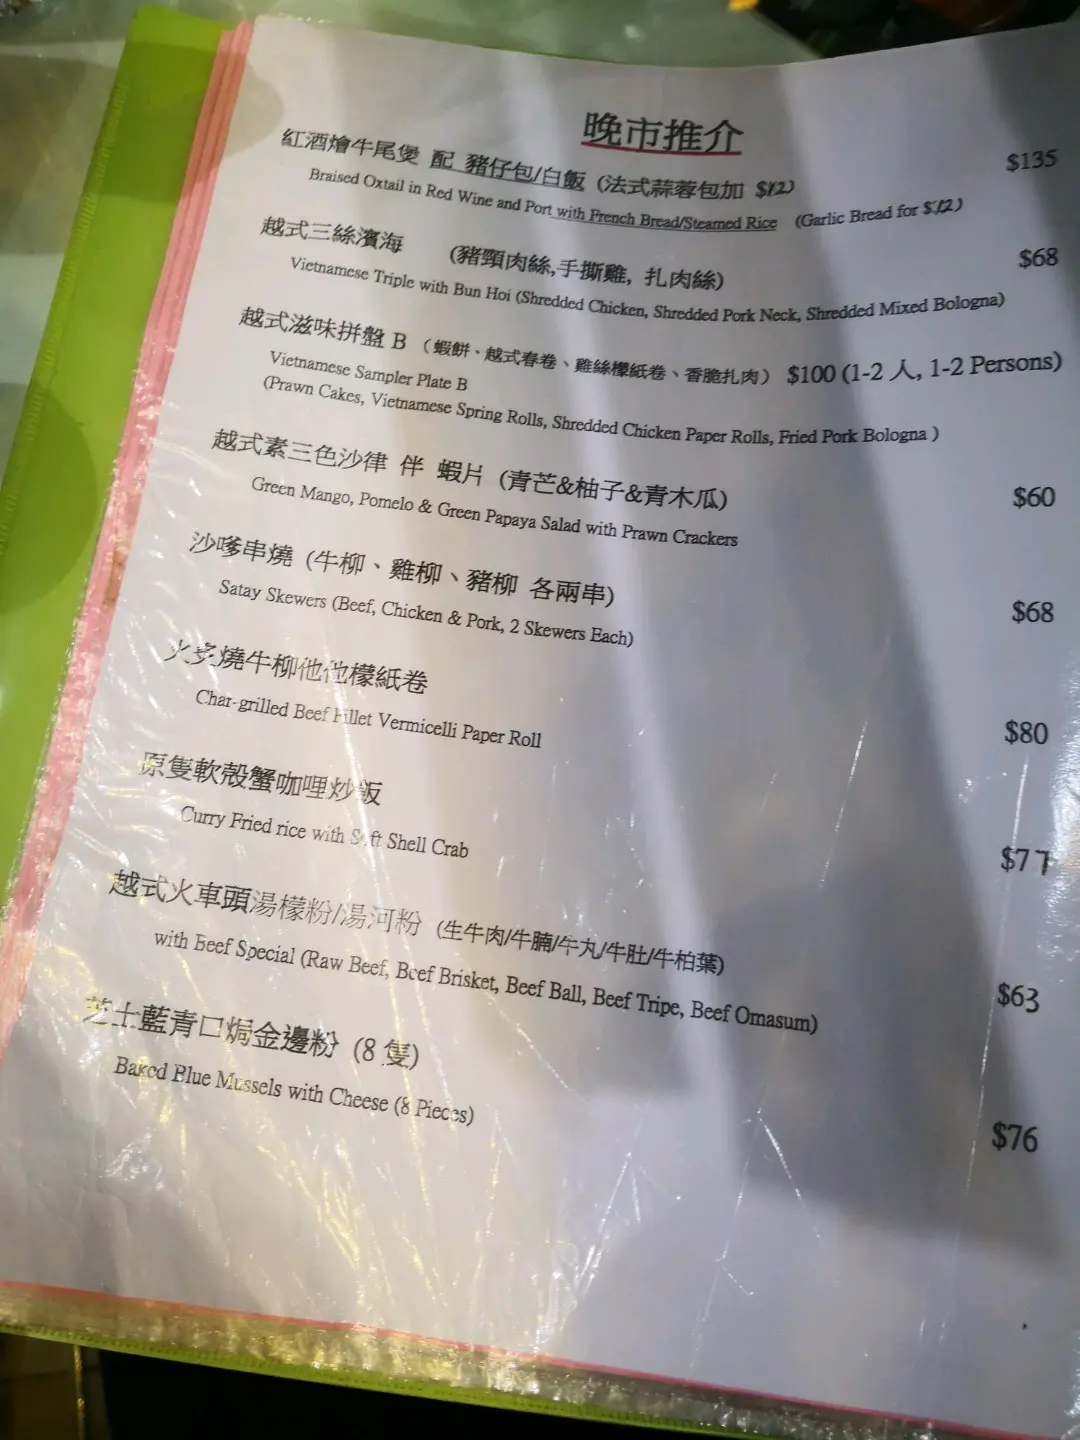 晚市推介
紅酒燴牛尾煲 配 豬仔包/白飯 (法式蒜蓉包加 $12) $135
Braised Oxtail in Red Wine and Port with French Bread/Steamed Rice (Garlic Bread for $12)
越式三絲濱海 (豬頸肉絲,手撕雞, 扎肉絲) $68
Vietnamese Triple with Bun Hoi (Shredded Chicken, Shredded Pork Neck, Shredded Mixed Bologna)
越式滋味拼盤 B (蝦餅、越式春卷、雞絲檬紙卷、香脆扎肉) $100 (1-2 人, 1-2 Persons)
Vietnamese Sampler Plate B
(Prawn Cakes, Vietnamese Spring Rolls, Shredded Chicken Paper Rolls, Fried Pork Bologna )
越式素三色沙律 伴 蝦片 (青芒&柚子&青木瓜) $60
Green Mango, Pomelo & Green Papaya Salad with Prawn Crackers
沙嗲串燒 (牛柳、雞柳、豬柳 各兩串) $68
Satay Skewers (Beef, Chicken & Pork, 2 Skewers Each)
火炙燒牛柳他他檬紙卷 $80
Char-grilled Beef Fillet Vermicelli Paper Roll
原隻軟殼蟹咖哩炒飯 $77
Curry Fried rice with Soft Shell Crab
越式火車頭湯檬粉/湯河粉 (生牛肉/牛腩/牛丸/牛肚/牛柏葉) $63
with Beef Special (Raw Beef, Beef Brisket, Beef Ball, Beef Tripe, Beef Omasum)
芝士藍青口焗金邊粉 (8 隻) $76
Baked Blue Mussels with Cheese (8 Pieces)